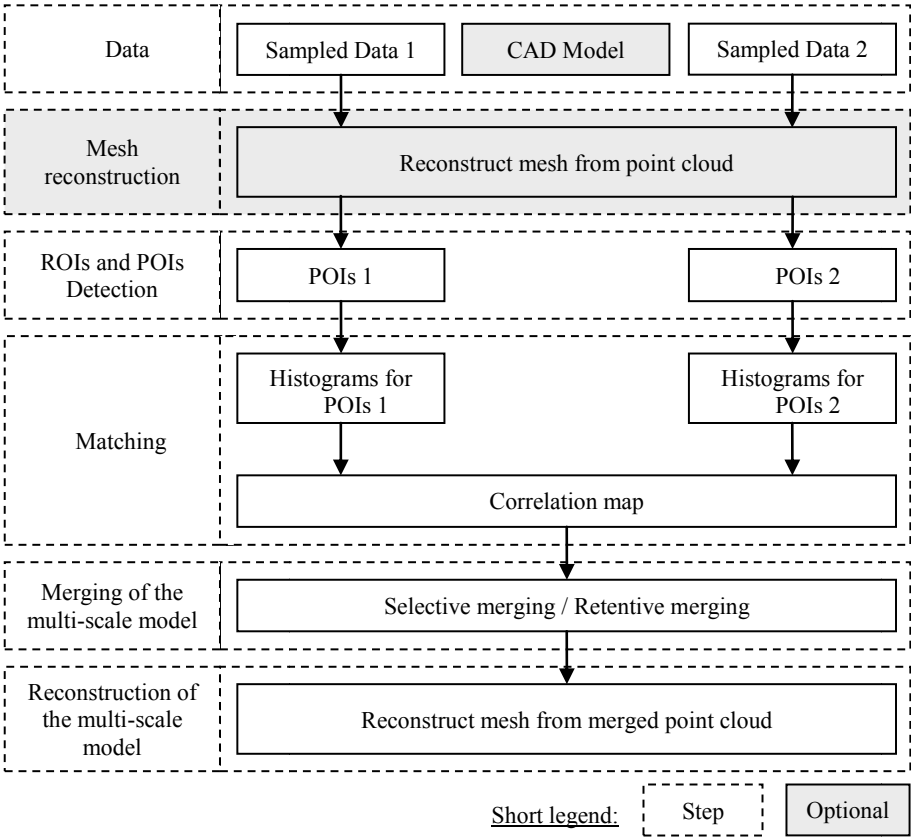 Data
Sampled Data 1
CAD Model
Sampled Data 2
Mesh
reconstruction
Reconstruct mesh from point cloud
ROIs and POIs
Detection
POIs 1
POIs 2
Matching
Histograms for
POIs 1
Histograms for
POIs 2
Correlation map
Merging of the
multi-scale model
Selective merging / Retentive merging
Reconstruction of
the multi-scale
model
Reconstruct mesh from merged point cloud
Short legend:
Step
Optional